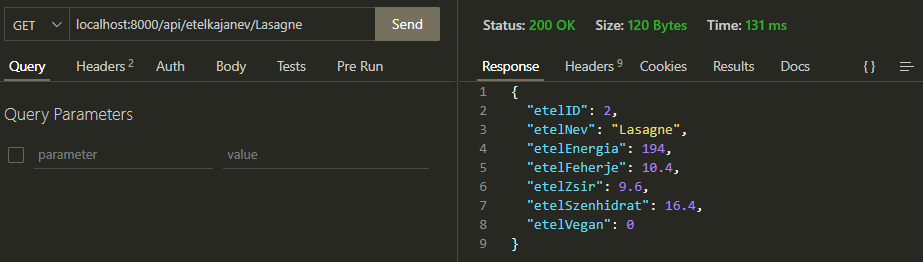 GET localhost:8000/api/etelkajanev/Lasagne Send
Query Headers 2 Auth Body Tests Pre Run
Query Parameters
parameter value
Status: 200 OK Size: 120 Bytes Time: 131 ms
Response Headers 9 Cookies Results Docs {}
1 {
2 "etelID": 2,
3 "etelNev": "Lasagne",
4 "etelEnergia": 194,
5 "etelFeherje": 10.4,
6 "etelZsir": 9.6,
7 "etelSzenhidrat": 16.4,
8 "etelVegan": 0
9 }